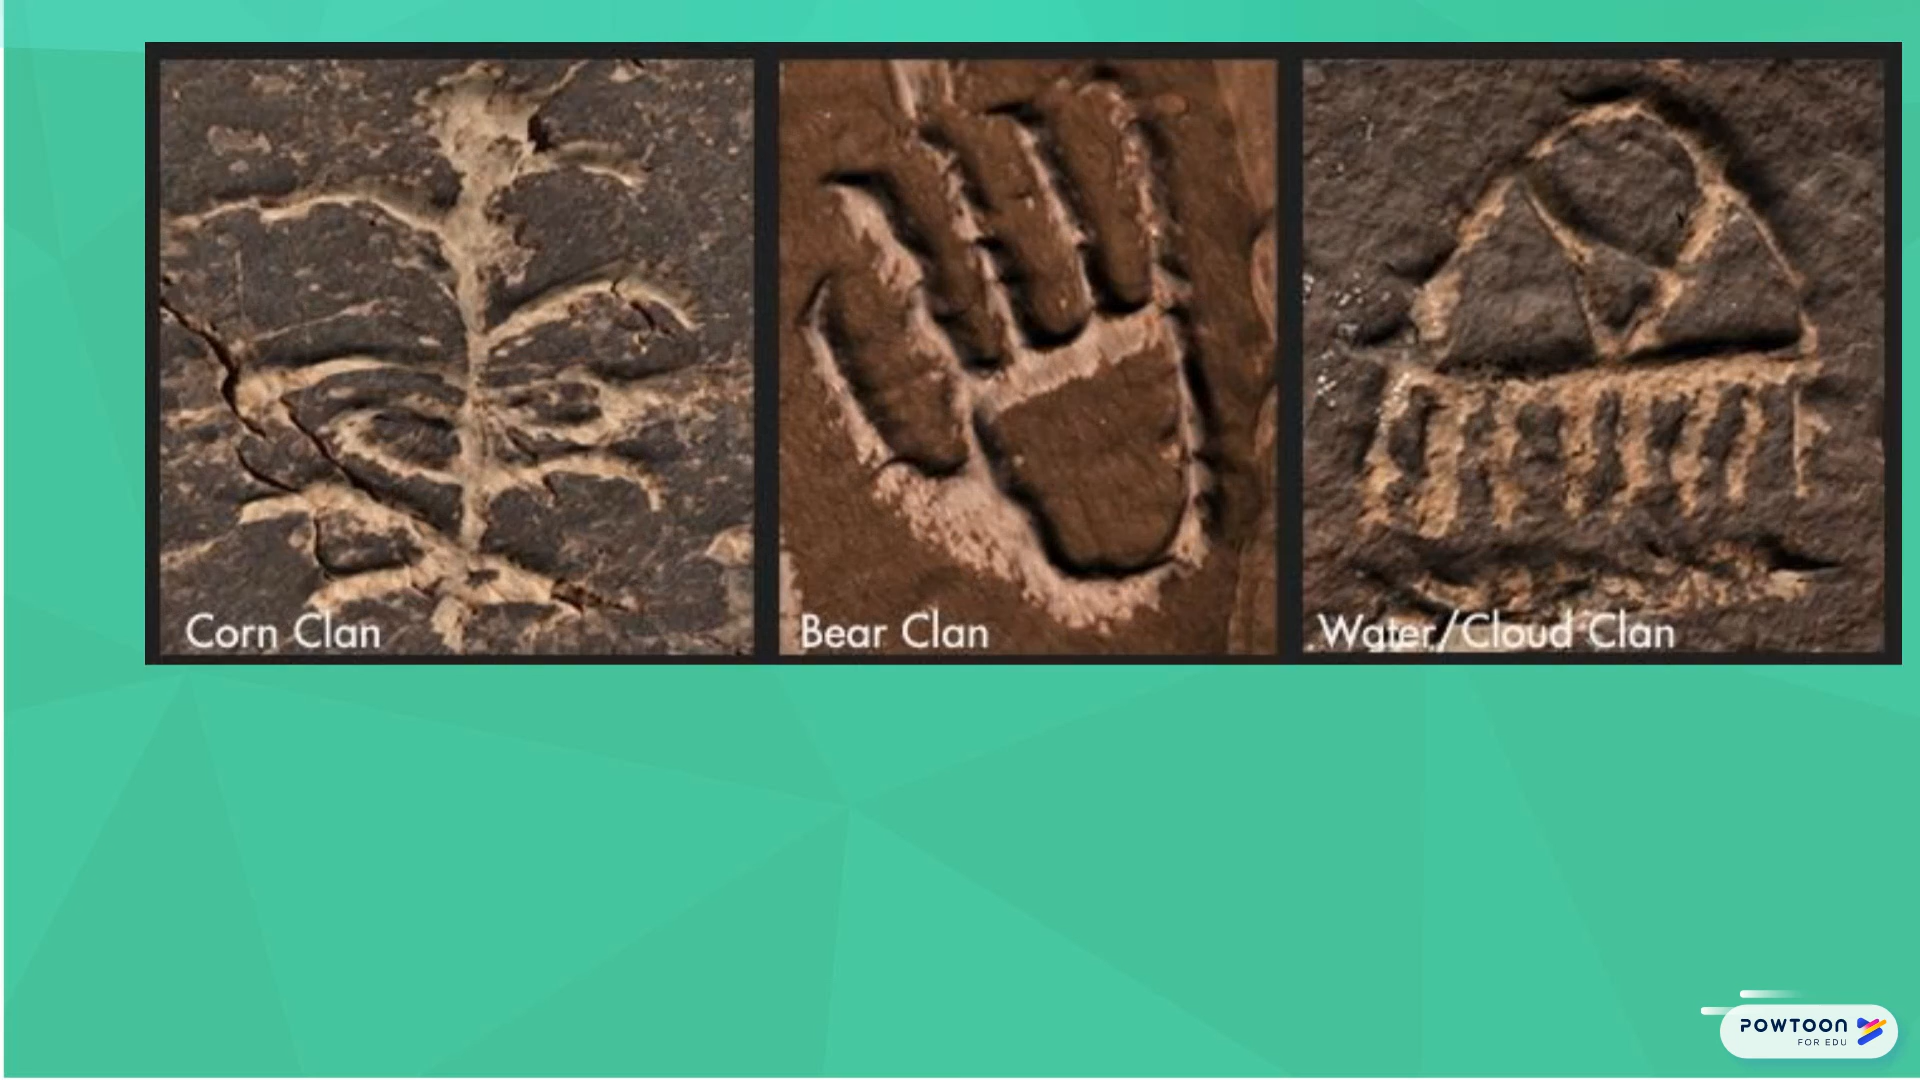 Corn Clan
Bear Clan
Water/Cloud Clan
POWTOON
FOR EDU